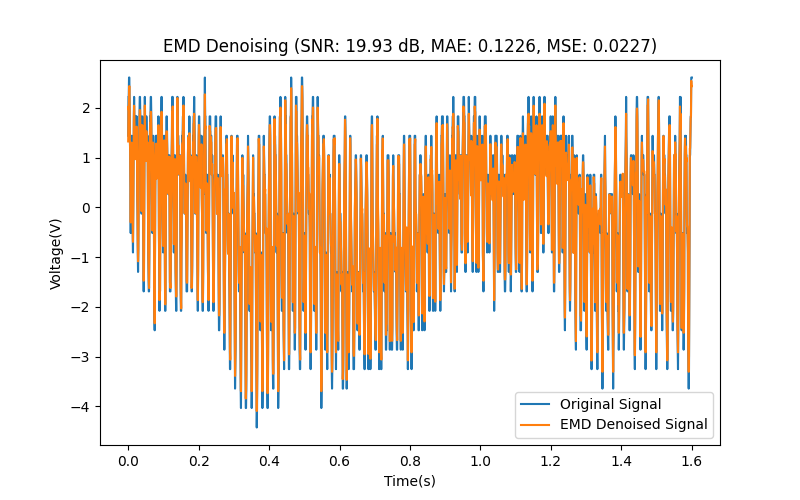 EMD Denoising (SNR: 19.93 dB, MAE: 0.1226, MSE: 0.0227)
Voltage(V)
2
1
0
−1
−2
−3
−4
Original Signal
EMD Denoised Signal
0.0 0.2 0.4 0.6 0.8 1.0 1.2 1.4 1.6
Time(s)